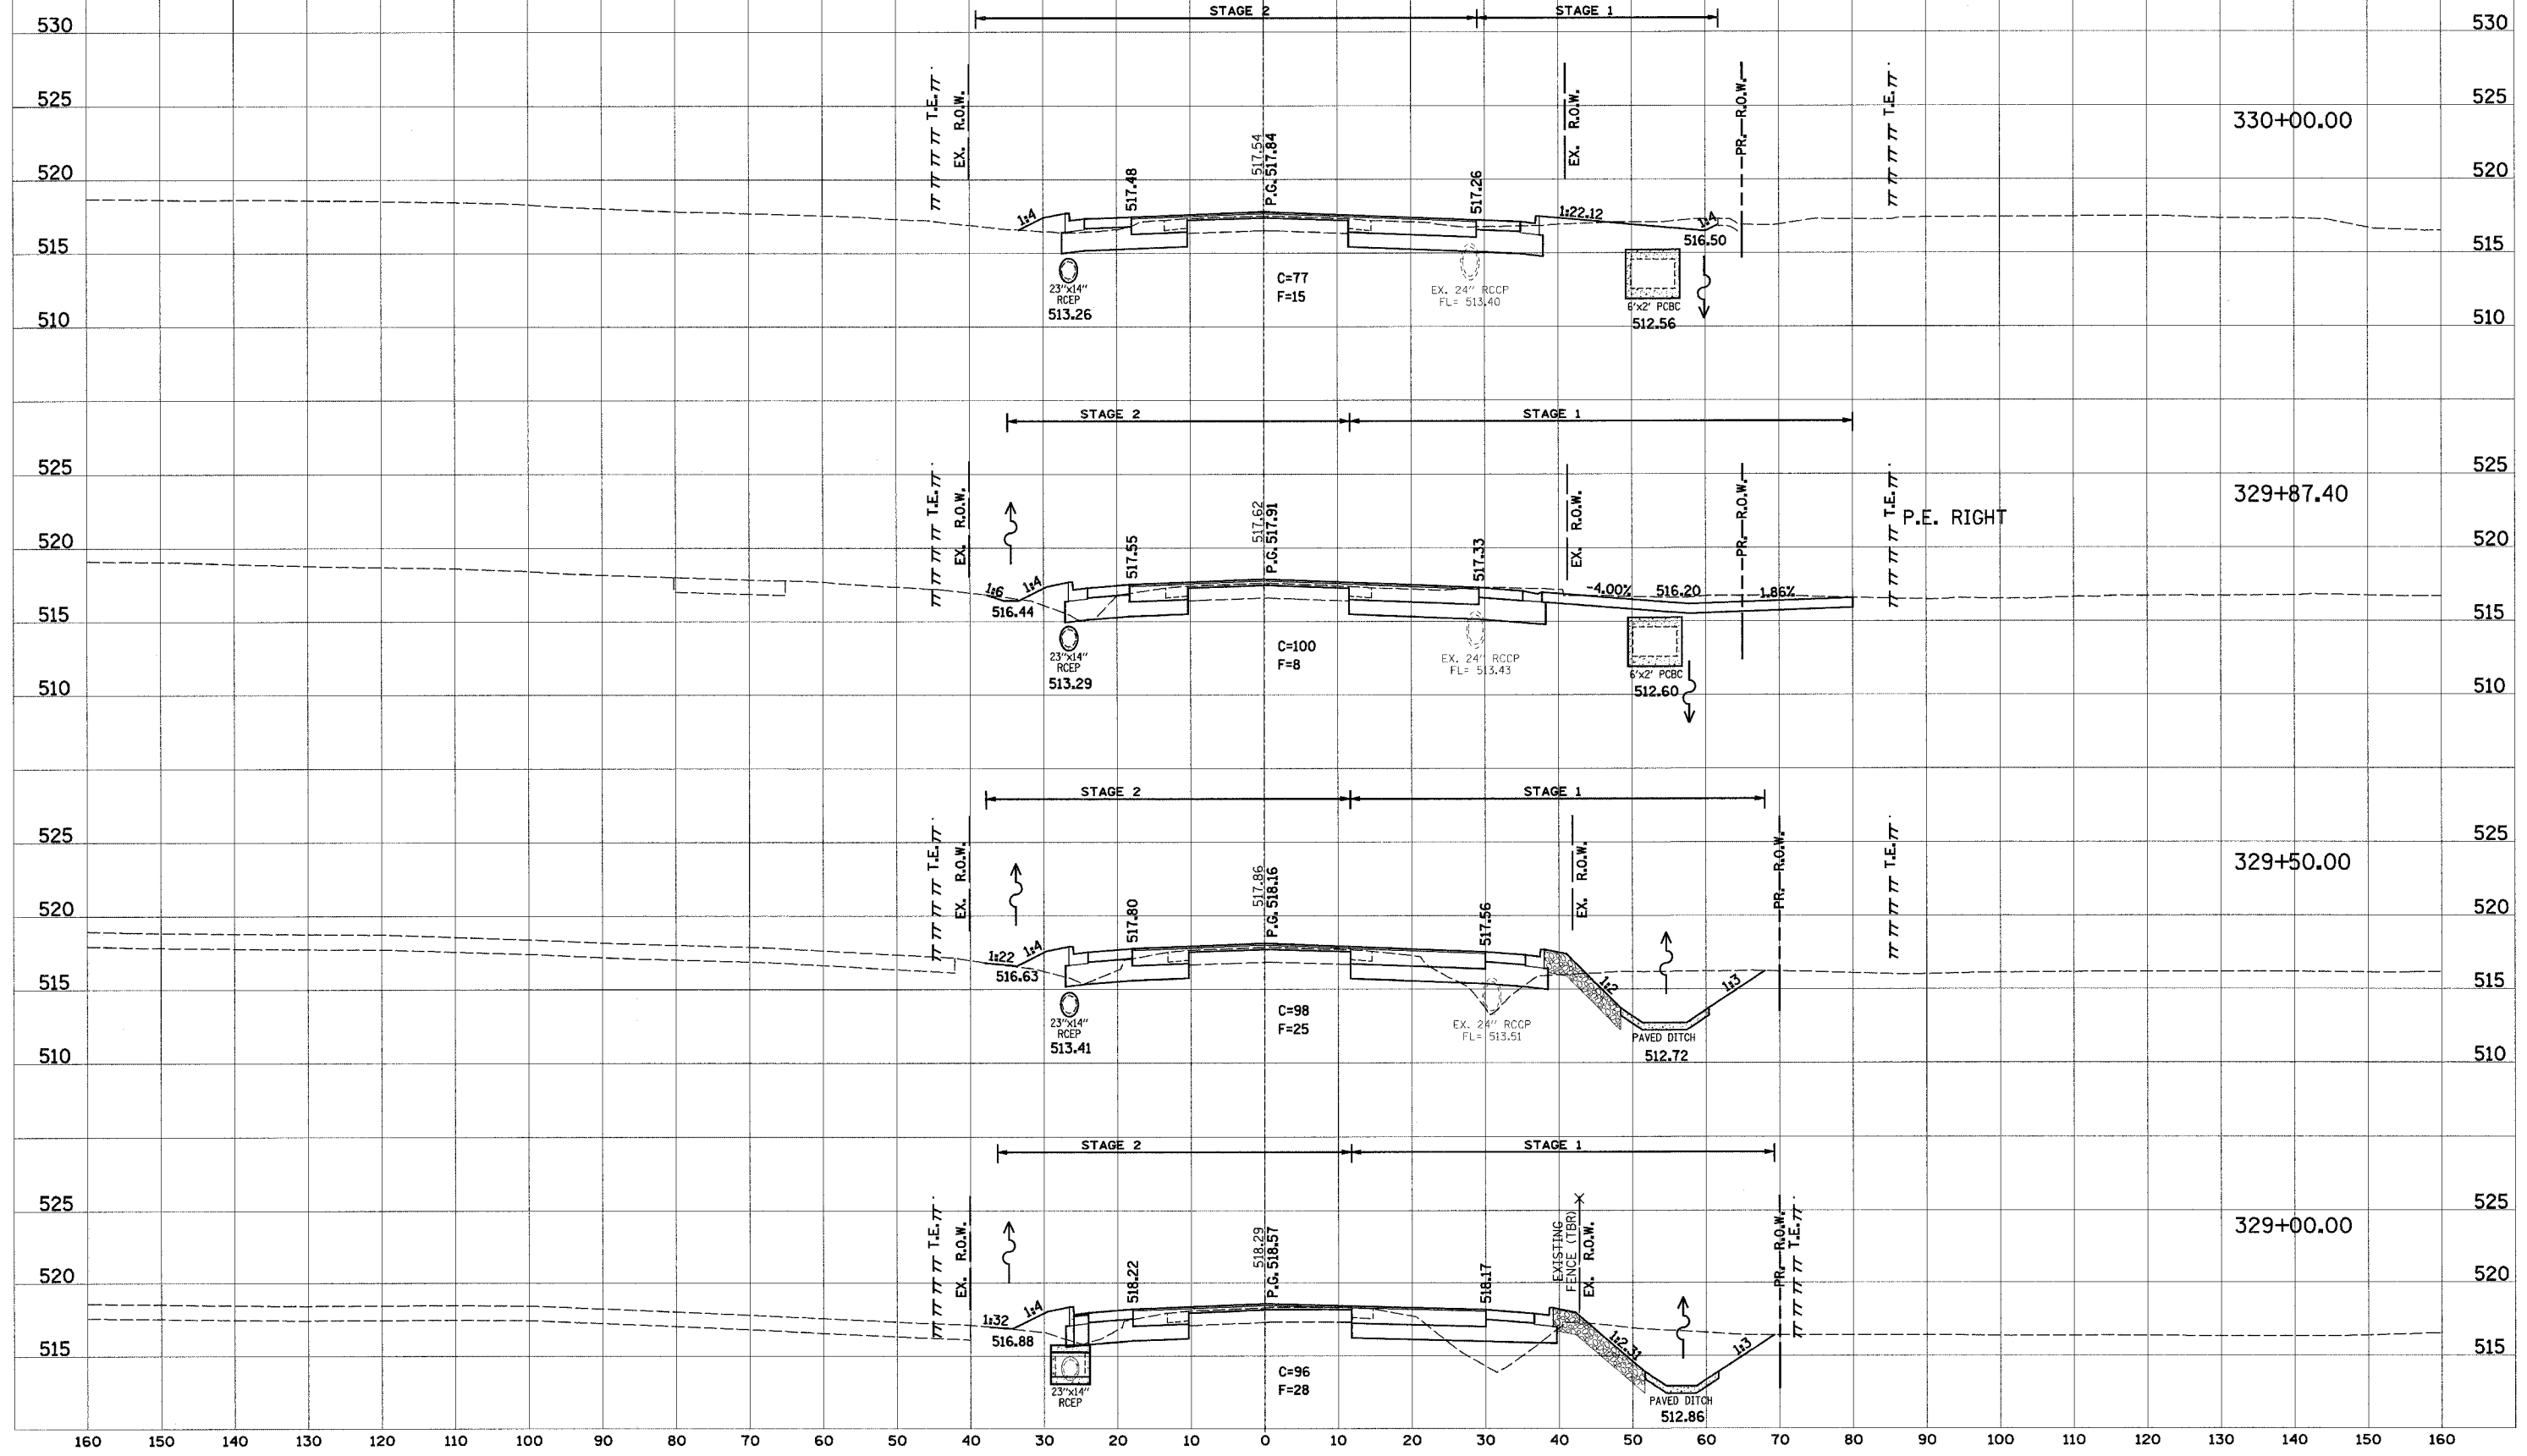 STAGE 2 STAGE 1
530 530
525 525
330+00.00
520 520
515 515
510 510
T.E.
EX. R.O.W.
517.48
517.54
P.G. 517.84
517.26
EX. R.O.W.
PR. R.O.W.
T.E.
1:4
1:22.12
1:4
516.50
23"x14"
RCEP
513.26
C=77
F=15
EX. 24" RCCP
FL= 513.40
6'x2' PCBC
512.56
STAGE 2 STAGE 1
525 525
329+87.40
P.E. RIGHT
520 520
515 515
510 510
T.E.
EX. R.O.W.
517.55
517.62
P.G. 517.91
517.33
EX. R.O.W.
PR. R.O.W.
T.E.
1:6
1:4
516.44
-4.00% 516.20 1.86%
23"x14"
RCEP
513.29
C=100
F=8
EX. 24" RCCP
FL= 513.43
6'x2' PCBC
512.60
STAGE 2 STAGE 1
525 525
329+50.00
520 520
515 515
510 510
T.E.
EX. R.O.W.
517.80
517.86
P.G. 518.16
517.56
EX. R.O.W.
PR. R.O.W.
T.E.
1:22
1:4
516.63
1:2
1:3
23"x14"
RCEP
513.41
C=98
F=25
EX. 24" RCCP
FL= 513.51
PAVED DITCH
512.72
STAGE 2 STAGE 1
525 525
329+00.00
520 520
515 515
T.E.
EX. R.O.W.
518.22
518.29
P.G. 518.57
518.17
EXISTING
FENCE (TBR)
EX. R.O.W.
PR. R.O.W.
T.E.
1:32
1:4
516.88
1:2.31
1:3
23"x14"
RCEP
C=96
F=28
PAVED DITCH
512.86
160 150 140 130 120 110 100 90 80 70 60 50 40 30 20 10 0 10 20 30 40 50 60 70 80 90 100 110 120 130 140 150 160